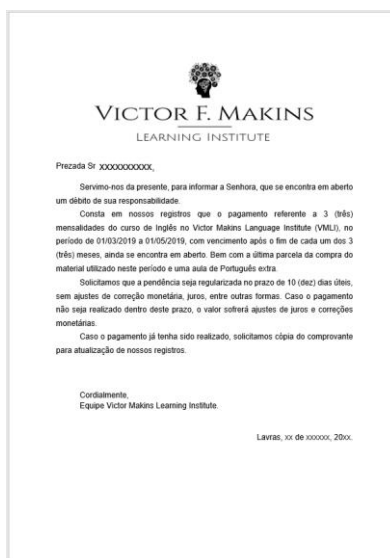 VICTOR F. MAKINS
LEARNING INSTITUTE
Prezada Sr xxxxxxxxxx,
Servimo-nos da presente, para informar a Senhora, que se encontra em aberto
um débito de sua responsabilidade.
Consta em nossos registros que o pagamento referente a 3 (três)
mensalidades do curso de Inglês no Victor Makins Language Institute (VMLI), no
período de 01/03/2019 a 01/05/2019, com vencimento após o fim de cada um dos 3
(três) meses, ainda se encontra em aberto. Bem com a última parcela da compra do
material utilizado neste período e uma aula de Português extra.
Solicitamos que a pendência seja regularizada no prazo de 10 (dez) dias úteis,
sem ajustes de correção monetária, juros, entre outras formas. Caso o pagamento
não seja realizado dentro deste prazo, o valor sofrerá ajustes de juros e correções
monetárias.
Caso o pagamento já tenha sido realizado, solicitamos cópia do comprovante
para atualização de nossos registros.
Cordialmente,
Equipe Victor Makins Learning Institute.
Lavras, xx de xxxxxx, 20xx.